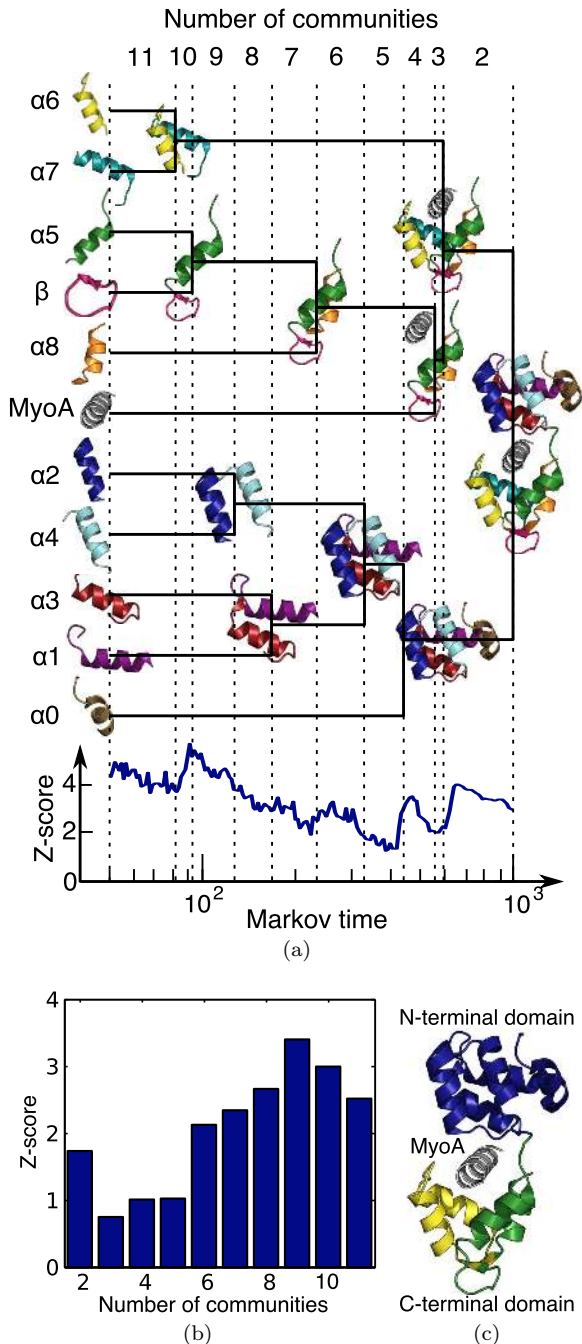 Number of communities
11 10 9 8 7 6 5 4 3 2
α6
α7
α5
β
α8
MyoA
α2
α4
α3
α1
α0
Z-score
4
2
0
10² 10³
Markov time
(a)
4
3
2
1
0
Z-score
2 4 6 8 10
Number of communities
(b)
N-terminal domain
MyoA
C-terminal domain
(c)